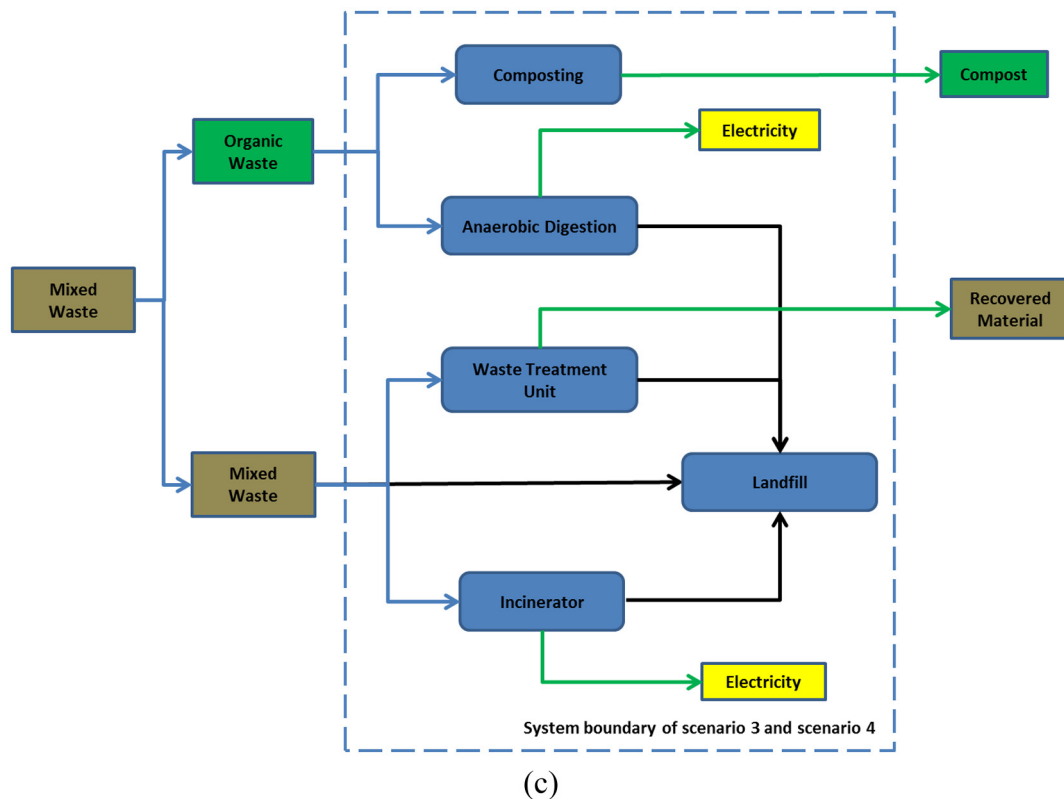 Composting
Compost
Electricity
Organic
Waste
Anaerobic Digestion
Mixed
Waste
Recovered
Material
Waste Treatment
Unit
Mixed
Waste
Landfill
Incinerator
Electricity
System boundary of scenario 3 and scenario 4
(c)